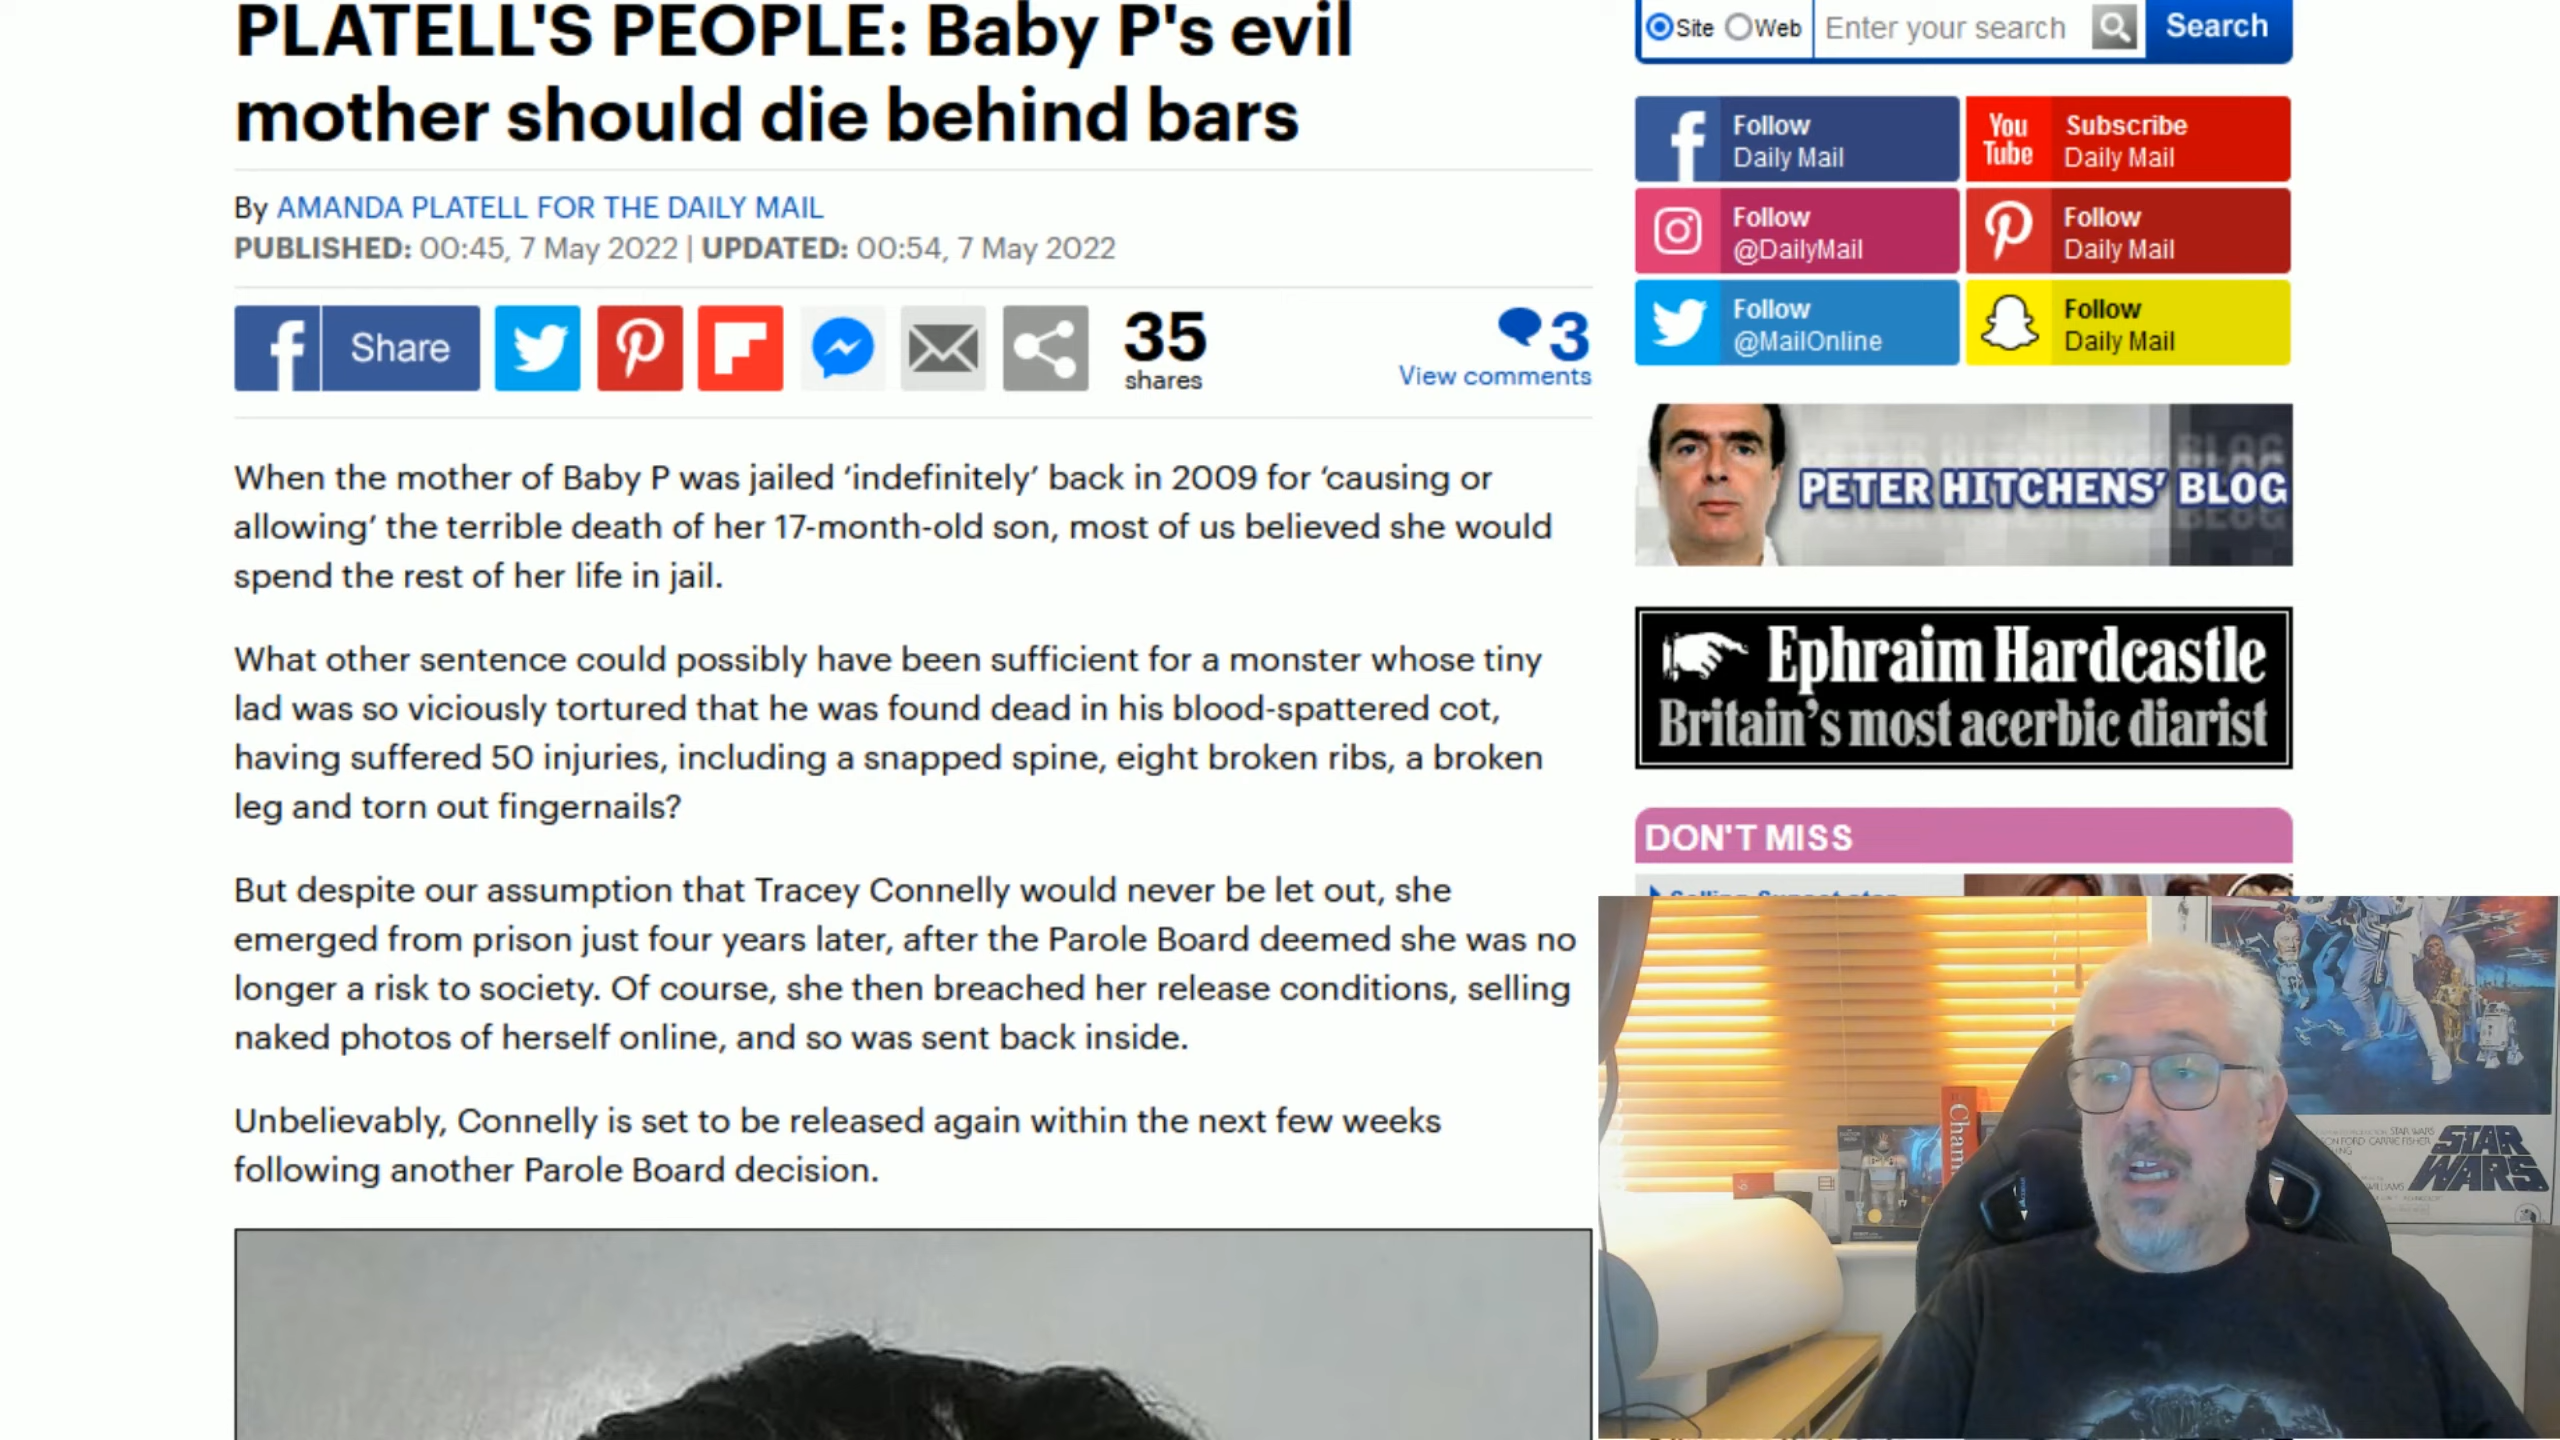 PLATELL'S PEOPLE: Baby P's evil
mother should die behind bars
By AMANDA PLATELL FOR THE DAILY MAIL
PUBLISHED: 00:45, 7 May 2022 | UPDATED: 00:54, 7 May 2022
Share
35
shares
3
View comments
When the mother of Baby P was jailed ‘indefinitely’ back in 2009 for ‘causing or
allowing’ the terrible death of her 17-month-old son, most of us believed she would
spend the rest of her life in jail.
What other sentence could possibly have been sufficient for a monster whose tiny
lad was so viciously tortured that he was found dead in his blood-spattered cot,
having suffered 50 injuries, including a snapped spine, eight broken ribs, a broken
leg and torn out fingernails?
But despite our assumption that Tracey Connelly would never be let out, she
emerged from prison just four years later, after the Parole Board deemed she was no
longer a risk to society. Of course, she then breached her release conditions, selling
naked photos of herself online, and so was sent back inside.
Unbelievably, Connelly is set to be released again within the next few weeks
following another Parole Board decision.
Site Web Enter your search Search
Follow
Daily Mail
You
Tube
Subscribe
Daily Mail
Follow
@DailyMail
Follow
Daily Mail
Follow
@MailOnline
Follow
Daily Mail
PETER HITCHENS' BLOG
Ephraim Hardcastle
Britain's most acerbic diarist
DON'T MISS
STAR
WARS